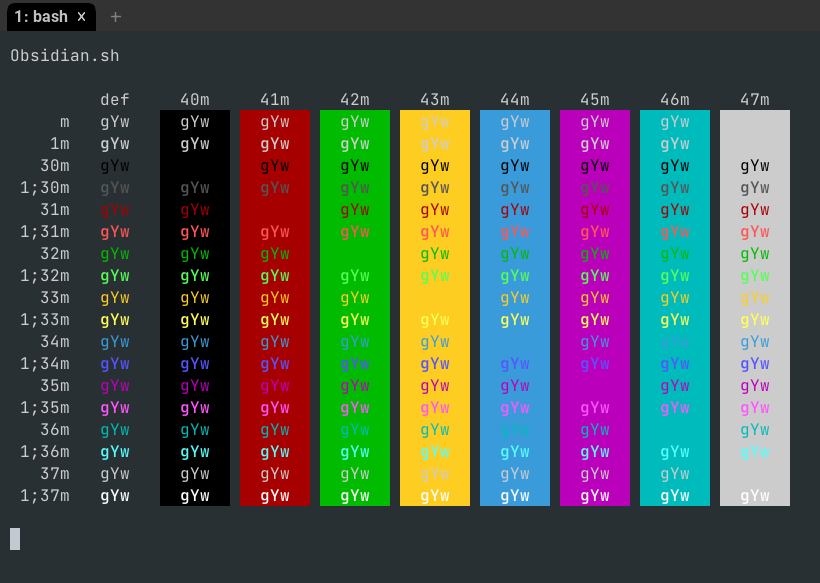 1: bash × +
Obsidian.sh
def 40m 41m 42m 43m 44m 45m 46m 47m
m gYw gYw gYw gYw gYw gYw gYw gYw
1m gYw gYw gYw gYw gYw gYw gYw gYw
30m gYw gYw gYw gYw gYw gYw gYw gYw
1;30m gYw gYw gYw gYw gYw gYw gYw gYw gYw
31m gYw gYw gYw gYw gYw gYw gYw gYw
1;31m gYw gYw gYw gYw gYw gYw gYw gYw gYw
32m gYw gYw gYw gYw gYw gYw gYw gYw
1;32m gYw gYw gYw gYw gYw gYw gYw gYw gYw
33m gYw gYw gYw gYw gYw gYw gYw gYw
1;33m gYw gYw gYw gYw gYw gYw gYw gYw gYw
34m gYw gYw gYw gYw gYw gYw gYw gYw
1;34m gYw gYw gYw gYw gYw gYw gYw gYw gYw
35m gYw gYw gYw gYw gYw gYw gYw gYw
1;35m gYw gYw gYw gYw gYw gYw gYw gYw gYw
36m gYw gYw gYw gYw gYw gYw gYw gYw
1;36m gYw gYw gYw gYw gYw gYw gYw gYw gYw
37m gYw gYw gYw gYw gYw gYw gYw gYw
1;37m gYw gYw gYw gYw gYw gYw gYw gYw gYw